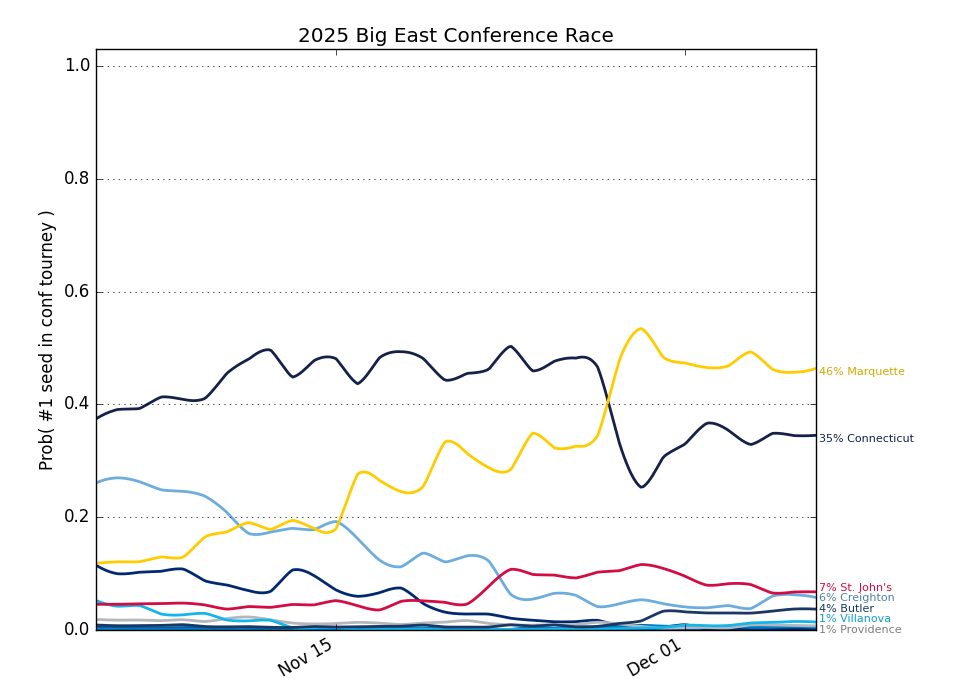 2025 Big East Conference Race
Prob( #1 seed in conf tourney )
1.0
0.8
0.6
0.4
0.2
0.0
Nov 15
Dec 01
46% Marquette
35% Connecticut
7% St. John's
6% Creighton
4% Butler
1% Villanova
1% Providence